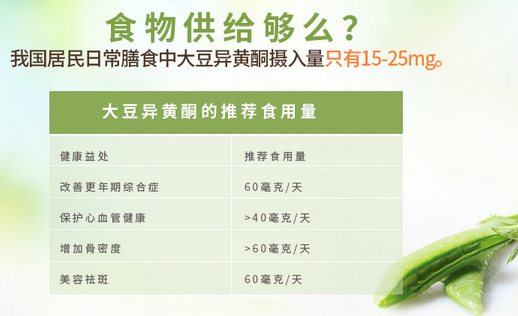 食物供给够么？
我国居民日常膳食中大豆异黄酮摄入量只有15-25mg。
大豆异黄酮的推荐食用量
健康益处 推荐食用量
改善更年期综合症 60毫克/天
保护心血管健康 >40毫克/天
增加骨密度 >60毫克/天
美容祛斑 60毫克/天